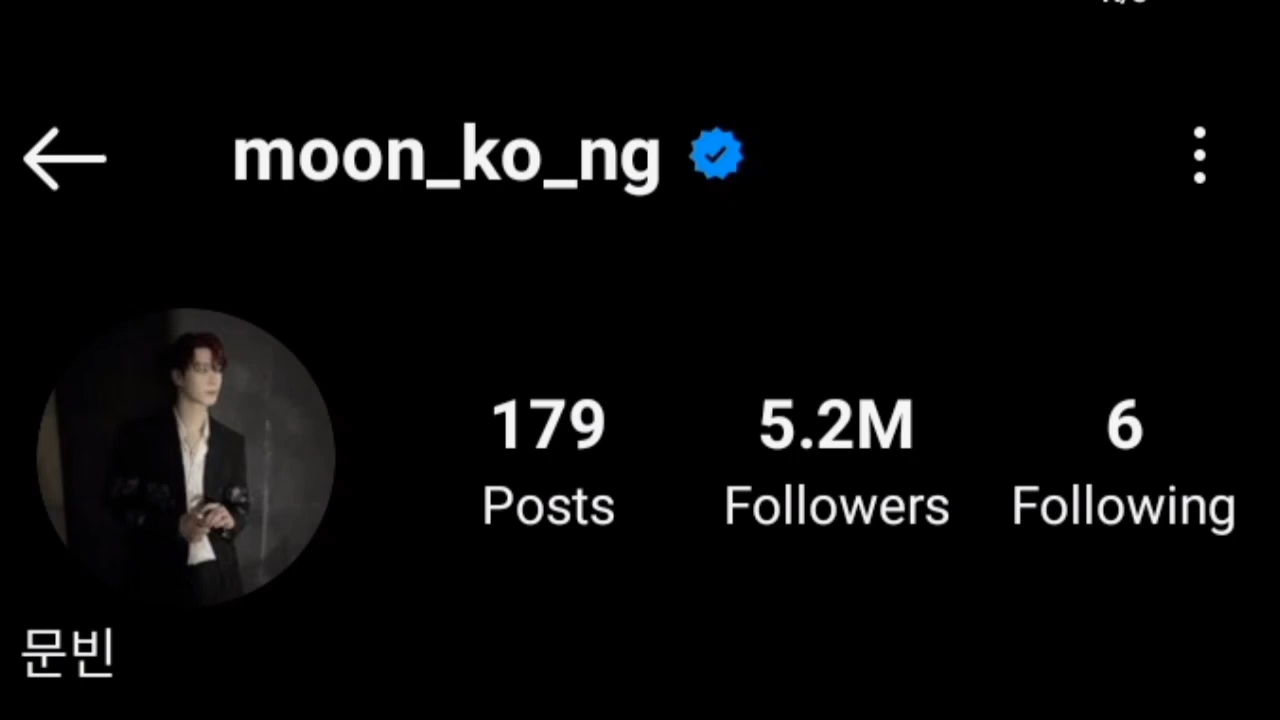 moon_ko_ng
179 5.2M 6
Posts Followers Following
문빈